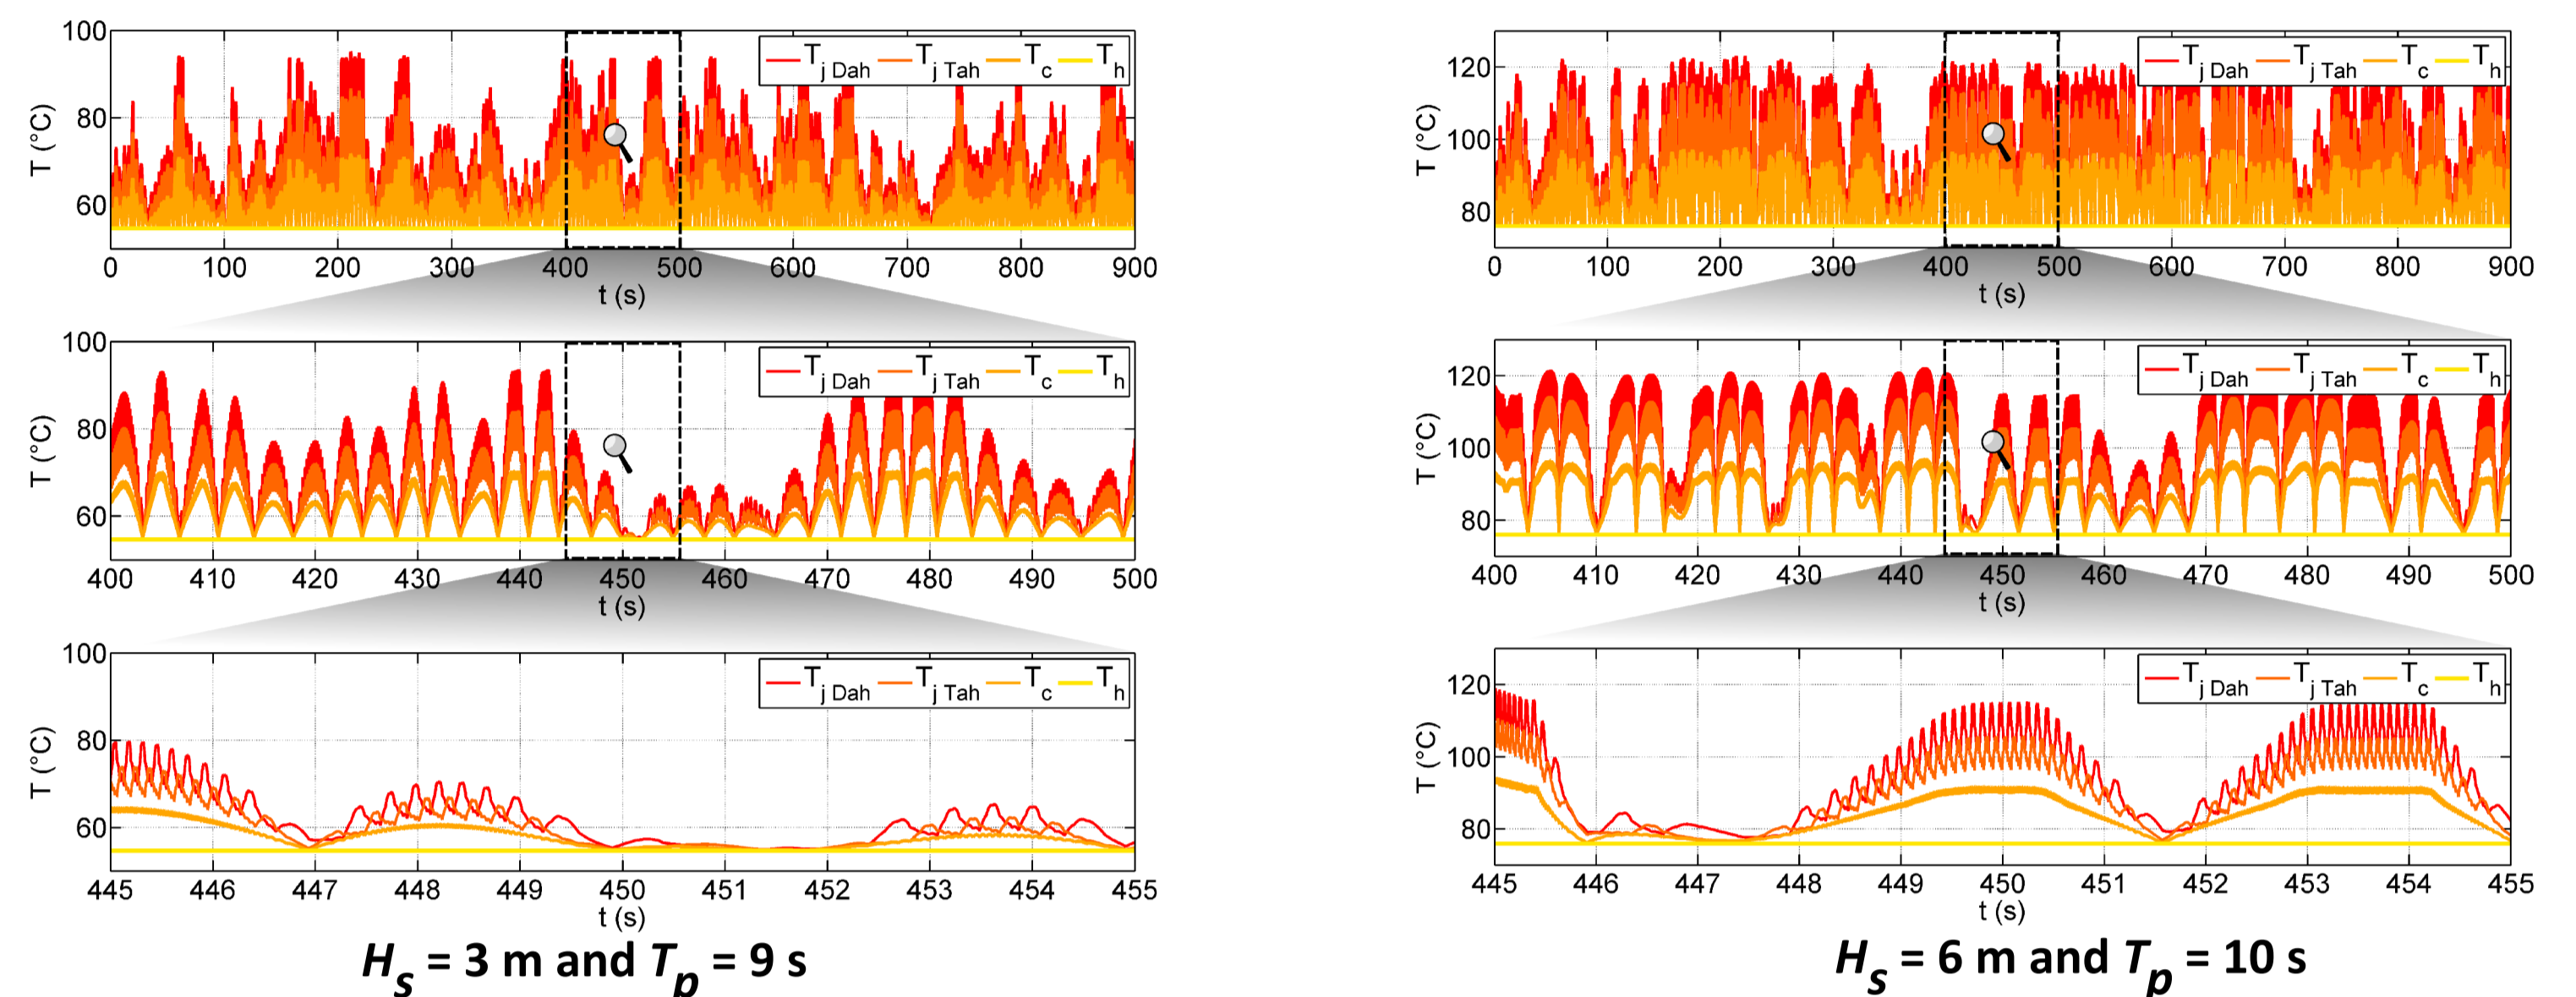 100
80
60
T (°C)
T j Dah T j Tah T c T h
0 100 200 300 400 500 600 700 800 900
t (s)
100
80
60
T (°C)
T j Dah T j Tah T c T h
400 410 420 430 440 450 460 470 480 490 500
t (s)
100
80
60
T (°C)
T j Dah T j Tah T c T h
445 446 447 448 449 450 451 452 453 454 455
t (s)
Hs = 3 m and Tp = 9 s
120
100
80
T (°C)
T j Dah T j Tah T c T h
0 100 200 300 400 500 600 700 800 900
t (s)
120
100
80
T (°C)
T j Dah T j Tah T c T h
400 410 420 430 440 450 460 470 480 490 500
t (s)
120
100
80
T (°C)
T j Dah T j Tah T c T h
445 446 447 448 449 450 451 452 453 454 455
t (s)
Hs = 6 m and Tp = 10 s